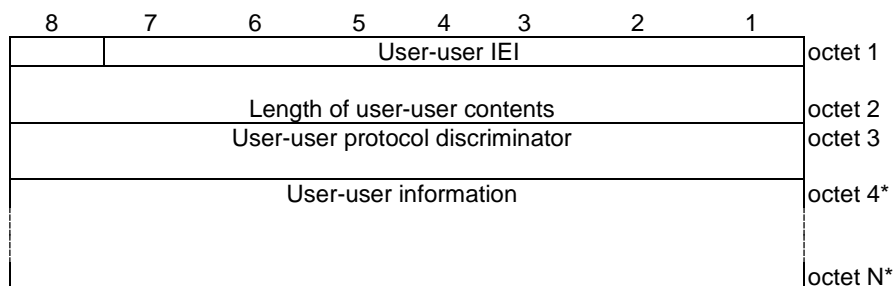 8 7 6 5 4 3 2 1
User-user IEI octet 1
Length of user-user contents octet 2
User-user protocol discriminator octet 3
User-user information octet 4*
octet N*